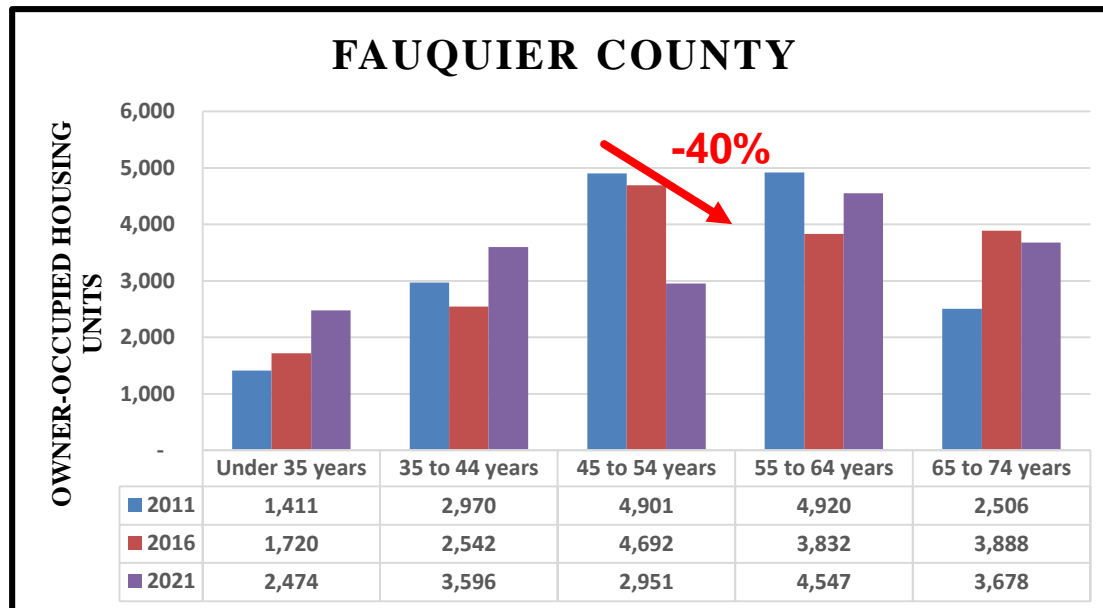 FAUQUIER COUNTY
OWNER-OCCUPIED HOUSING
UNITS
6,000
5,000
4,000
3,000
2,000
1,000
-
-40%
Under 35 years 35 to 44 years 45 to 54 years 55 to 64 years 65 to 74 years
2011 1,411 2,970 4,901 4,920 2,506
2016 1,720 2,542 4,692 3,832 3,888
2021 2,474 3,596 2,951 4,547 3,678